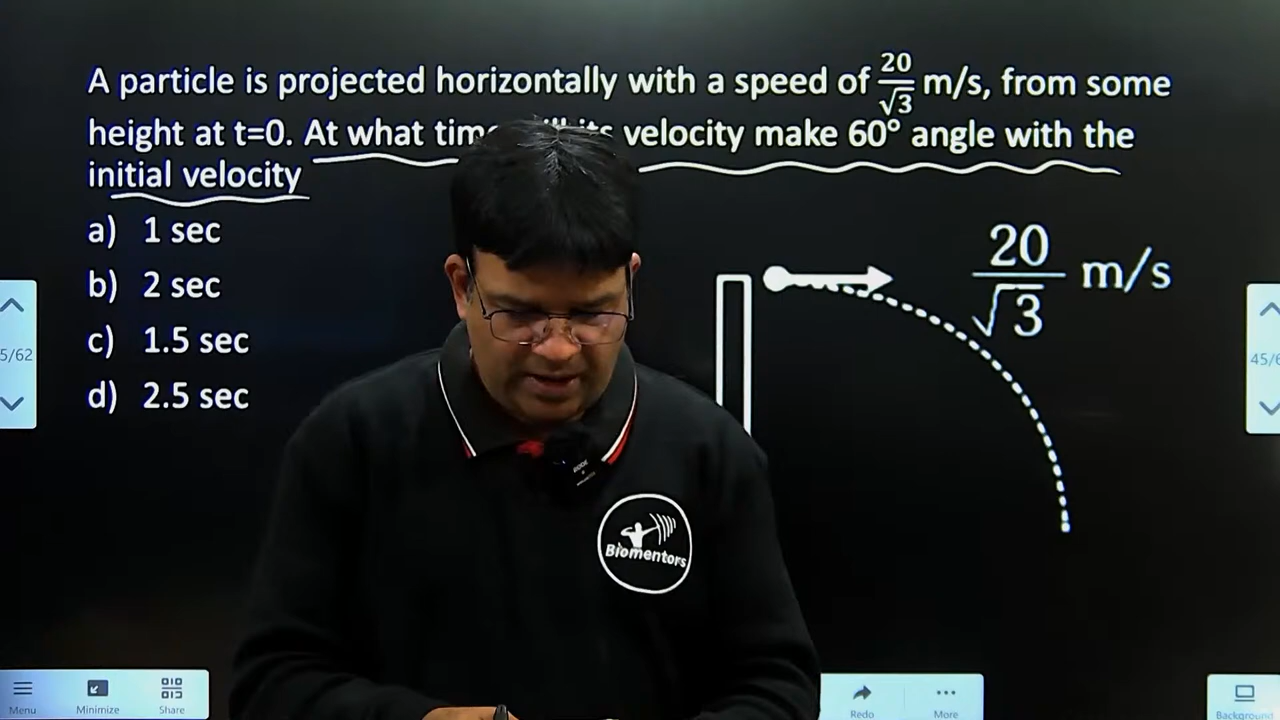 A particle is projected horizontally with a speed of 20/√3 m/s, from some
height at t=0. At what its velocity make 60° angle with the
initial velocity
a) 1 sec
b) 2 sec
c) 1.5 sec
d) 2.5 sec
20/√3 m/s
5/62
45/6
Biomentors
Menu
Minimize
Share
Redo
More
Background